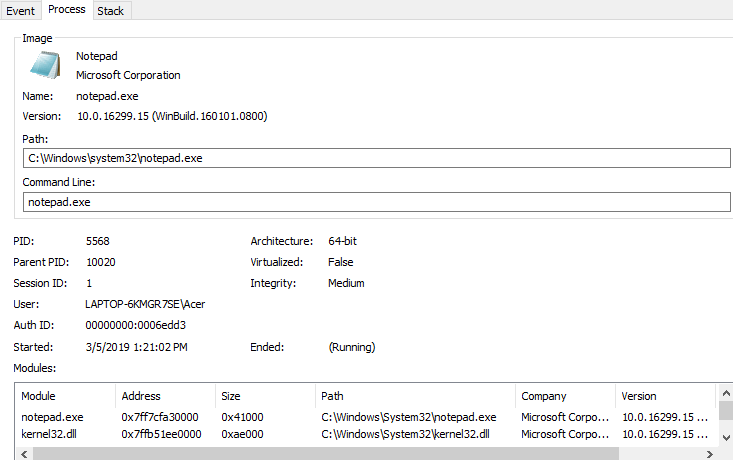 Event Process Stack
Image
Notepad
Microsoft Corporation
Name: notepad.exe
Version: 10.0.16299.15 (WinBuild.160101.0800)
Path:
C:\Windows\system32\notepad.exe
Command Line:
notepad.exe
PID: 5568 Architecture: 64-bit
Parent PID: 10020 Virtualized: False
Session ID: 1 Integrity: Medium
User: LAPTOP-6KMGR7SE\Acer
Auth ID: 00000000:0006edd3
Started: 3/5/2019 1:21:02 PM Ended: (Running)
Modules:
Module Address Size Path Company Version
notepad.exe 0x7ff7cfa30000 0x41000 C:\Windows\System32\notepad.exe Microsoft Corpo... 10.0.16299.15 ...
kernel32.dll 0x7ffb51ee0000 0xae000 C:\Windows\System32\kernel32.dll Microsoft Corpo... 10.0.16299.15 ...